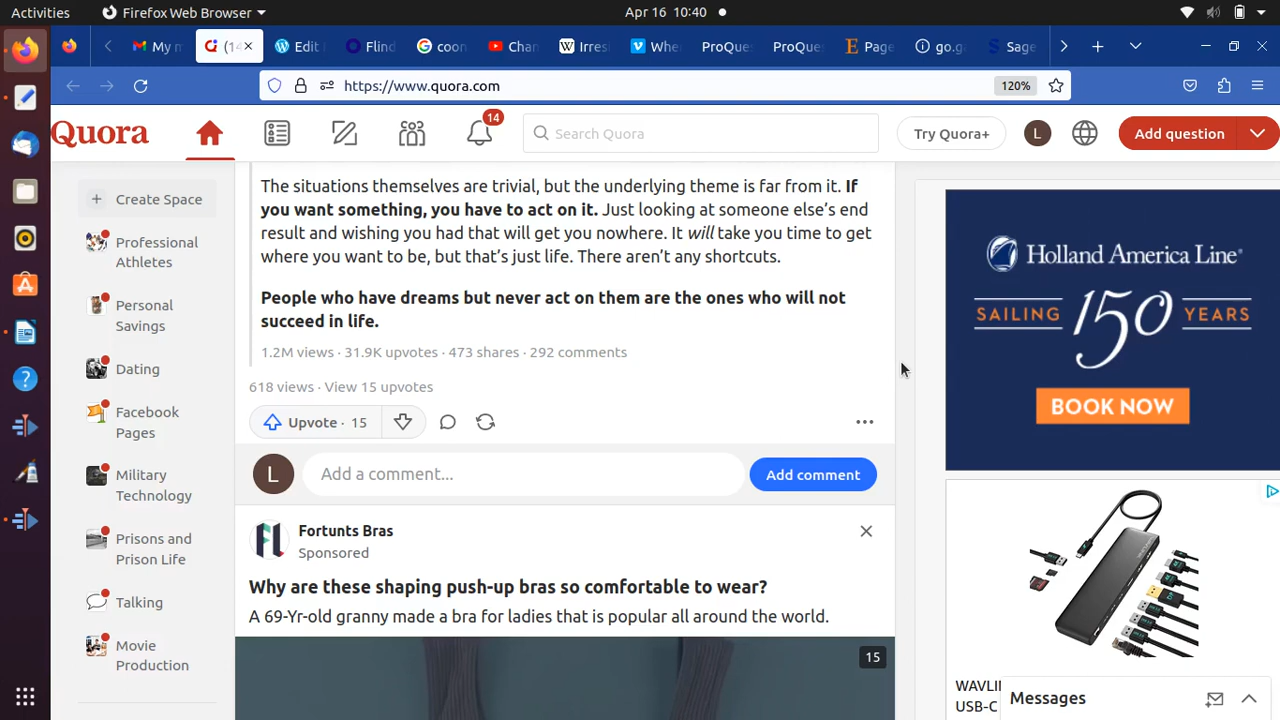 Activities
Firefox Web Browser
Apr 16 10:40
My m
(14
Edit
Flind
coon
Chan
Irres
Whe
ProQue
ProQue
Page
go.g
Sage
https://www.quora.com
120%
Quora
14
Search Quora
Try Quora+
L
Add question
Create Space
Professional
Athletes
Personal
Savings
Dating
Facebook
Pages
Military
Technology
Prisons and
Prison Life
Talking
Movie
Production
The situations themselves are trivial, but the underlying theme is far from it. If
you want something, you have to act on it. Just looking at someone else’s end
result and wishing you had that will get you nowhere. It will take you time to get
where you want to be, but that’s just life. There aren’t any shortcuts.
People who have dreams but never act on them are the ones who will not
succeed in life.
1.2M views · 31.9K upvotes · 473 shares · 292 comments
618 views · View 15 upvotes
Upvote · 15
L
Add a comment...
Add comment
Fortunts Bras
Sponsored
Why are these shaping push-up bras so comfortable to wear?
A 69-Yr-old granny made a bra for ladies that is popular all around the world.
15
Holland America Line
SAILING 150 YEARS
BOOK NOW
WAVLI
USB-C
Messages